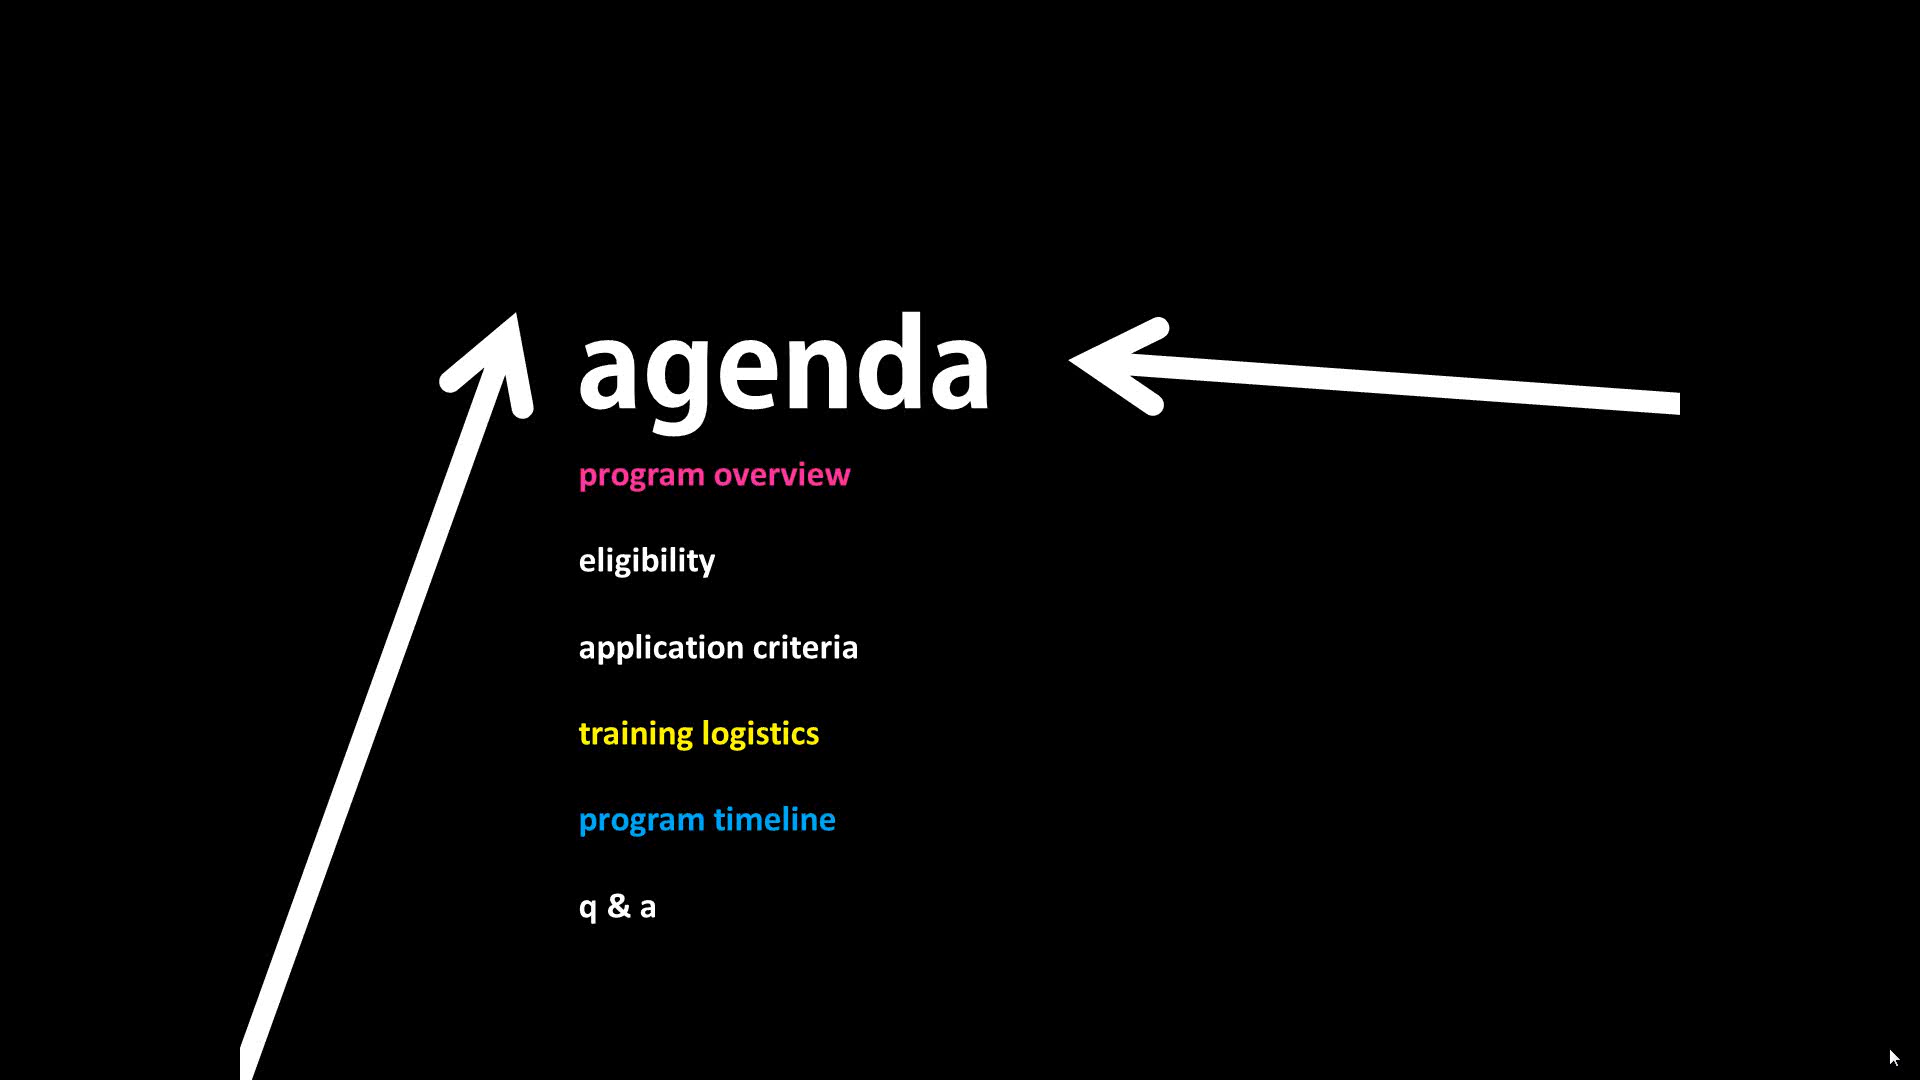 agenda
program overview
eligibility
application criteria
training logistics
program timeline
q & a